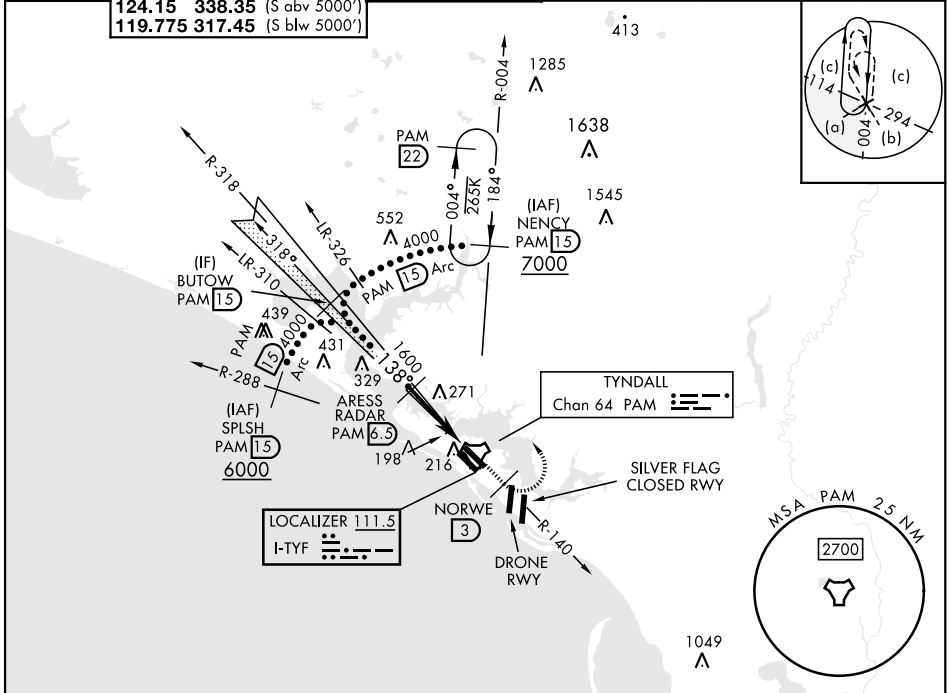 124.15 338.35 (S abv 5000')
119.775 317.45 (S blw 5000')
413
R-004
1285
1638
1545
PAM
22
004°
265K
184°
(IAF)
NENCY
PAM 15
7000
(c)
(c)
114
294
(a)
(b)
004
R-318
318°
LR-326
LR-310
552
4000
PAM 15 Arc
(IF)
BUTOW
PAM 15
439
PAM 15 Arc
4000
431
329
R-288
1600
138°
271
(IAF)
SPLSH
PAM 15
6000
ARESS
RADAR
PAM 6.5
198
216
TYNDALL
Chan 64 PAM
SILVER FLAG
CLOSED RWY
LOCALIZER 111.5
I-TYF
NORWE
3
R-140
DRONE
RWY
MSA PAM 25 NM
2700
1049